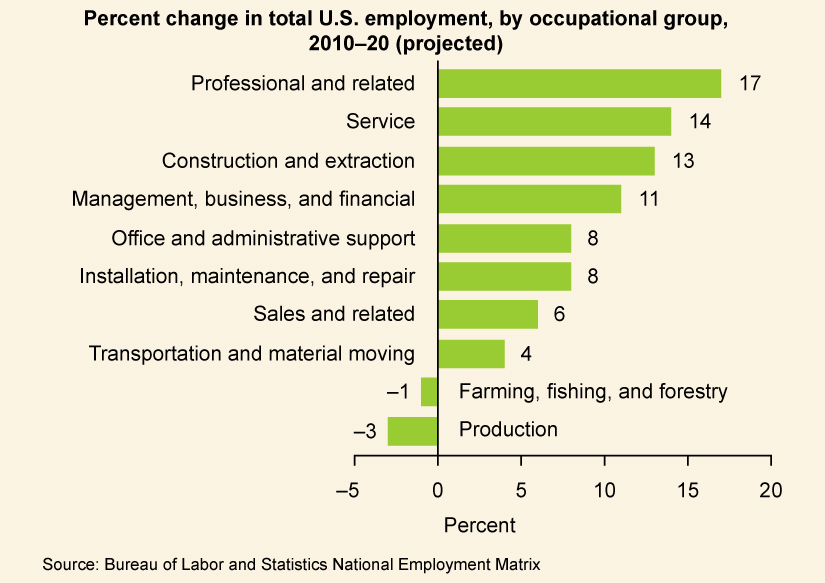 Percent change in total U.S. employment, by occupational group,
2010–20 (projected)
Professional and related 17
Service 14
Construction and extraction 13
Management, business, and financial 11
Office and administrative support 8
Installation, maintenance, and repair 8
Sales and related 6
Transportation and material moving 4
–1 Farming, fishing, and forestry
–3 Production
–5 0 5 10 15 20
Percent
Source: Bureau of Labor and Statistics National Employment Matrix